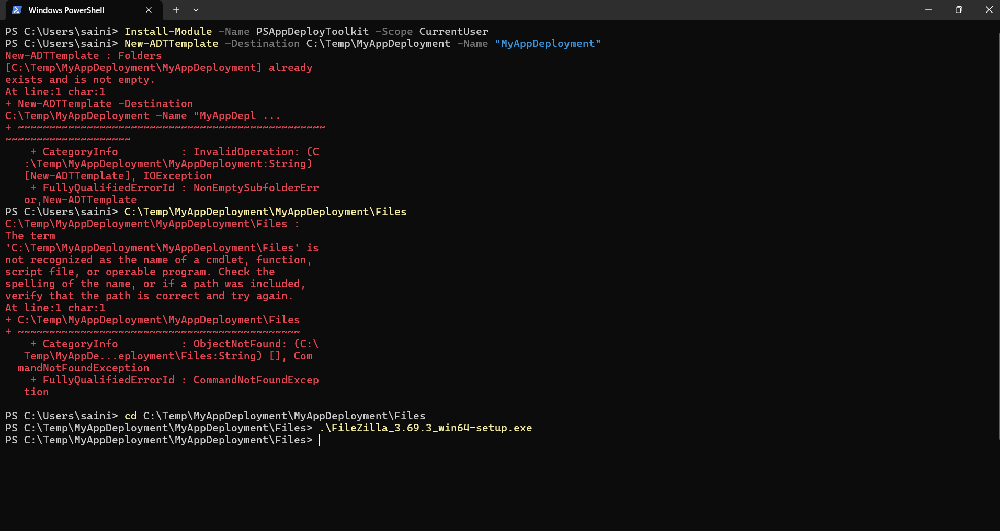 Windows PowerShell
PS C:\Users\saini> Install-Module -Name PSAppDeployToolkit -Scope CurrentUser
PS C:\Users\saini> New-ADTTemplate -Destination C:\Temp\MyAppDeployment -Name "MyAppDeployment"
New-ADTTemplate : Folders
[C:\Temp\MyAppDeployment\MyAppDeployment] already
exists and is not empty.
At line:1 char:1
+ New-ADTTemplate -Destination
C:\Temp\MyAppDeployment -Name "MyAppDepl ...
+ ~~~~~~~~~~~~~~~~~~~~~~~~~~~~~~~~~~~~~~~~~~~~~~~~~
~~~~~~~~~~~~~~~~~~~~
    + CategoryInfo          : InvalidOperation: (C
   :\Temp\MyAppDeployment\MyAppDeployment:String)
   [New-ADTTemplate], IOException
    + FullyQualifiedErrorId : NonEmptySubfolderErr
   or,New-ADTTemplate
PS C:\Users\saini> C:\Temp\MyAppDeployment\MyAppDeployment\Files
C:\Temp\MyAppDeployment\MyAppDeployment\Files :
The term
'C:\Temp\MyAppDeployment\MyAppDeployment\Files' is
not recognized as the name of a cmdlet, function,
script file, or operable program. Check the
spelling of the name, or if a path was included,
verify that the path is correct and try again.
At line:1 char:1
+ C:\Temp\MyAppDeployment\MyAppDeployment\Files
+ ~~~~~~~~~~~~~~~~~~~~~~~~~~~~~~~~~~~~~~~~~~~~~
    + CategoryInfo          : ObjectNotFound: (C:\
   Temp\MyAppDe...eployment\Files:String) [], Com
  mandNotFoundException
    + FullyQualifiedErrorId : CommandNotFoundExcep
   tion
PS C:\Users\saini> cd C:\Temp\MyAppDeployment\MyAppDeployment\Files
PS C:\Temp\MyAppDeployment\MyAppDeployment\Files> .\FileZilla_3.69.3_win64-setup.exe
PS C:\Temp\MyAppDeployment\MyAppDeployment\Files>